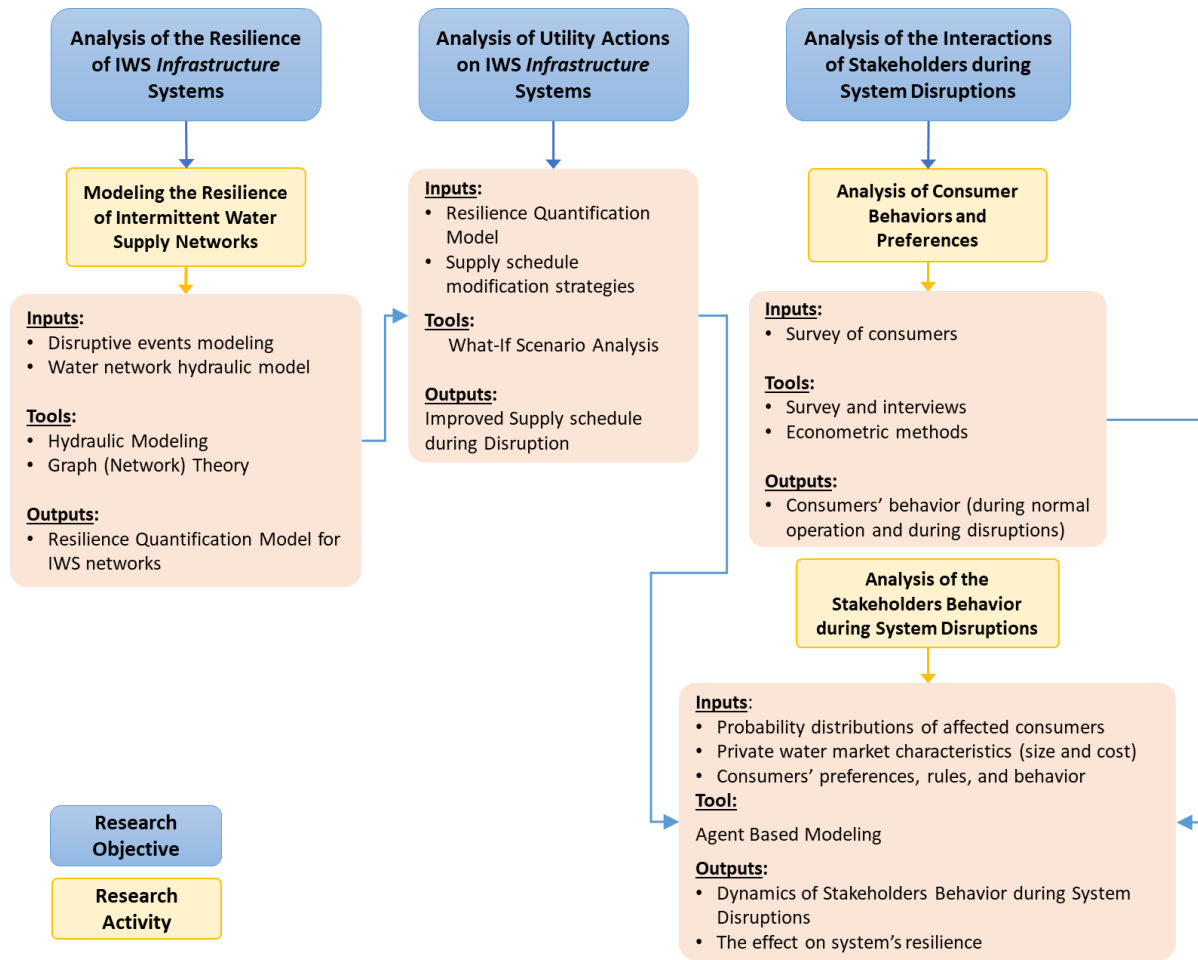 Analysis of the Resilience
of IWS Infrastructure
Systems
Modeling the Resilience
of Intermittent Water
Supply Networks
Inputs:
• Disruptive events modeling
• Water network hydraulic model
Tools:
• Hydraulic Modeling
• Graph (Network) Theory
Outputs:
• Resilience Quantification Model for
IWS networks
Analysis of Utility Actions
on IWS Infrastructure
Systems
Inputs:
• Resilience Quantification
Model
• Supply schedule
modification strategies
Tools:
What-If Scenario Analysis
Outputs:
Improved Supply schedule
during Disruption
Analysis of the Interactions
of Stakeholders during
System Disruptions
Analysis of Consumer
Behaviors and
Preferences
Inputs:
• Survey of consumers
Tools:
• Survey and interviews
• Econometric methods
Outputs:
• Consumers’ behavior (during normal
operation and during disruptions)
Analysis of the
Stakeholders Behavior
during System Disruptions
Inputs:
• Probability distributions of affected consumers
• Private water market characteristics (size and cost)
• Consumers’ preferences, rules, and behavior
Tool:
Agent Based Modeling
Outputs:
• Dynamics of Stakeholders Behavior during System
Disruptions
• The effect on system’s resilience
Research
Objective
Research
Activity